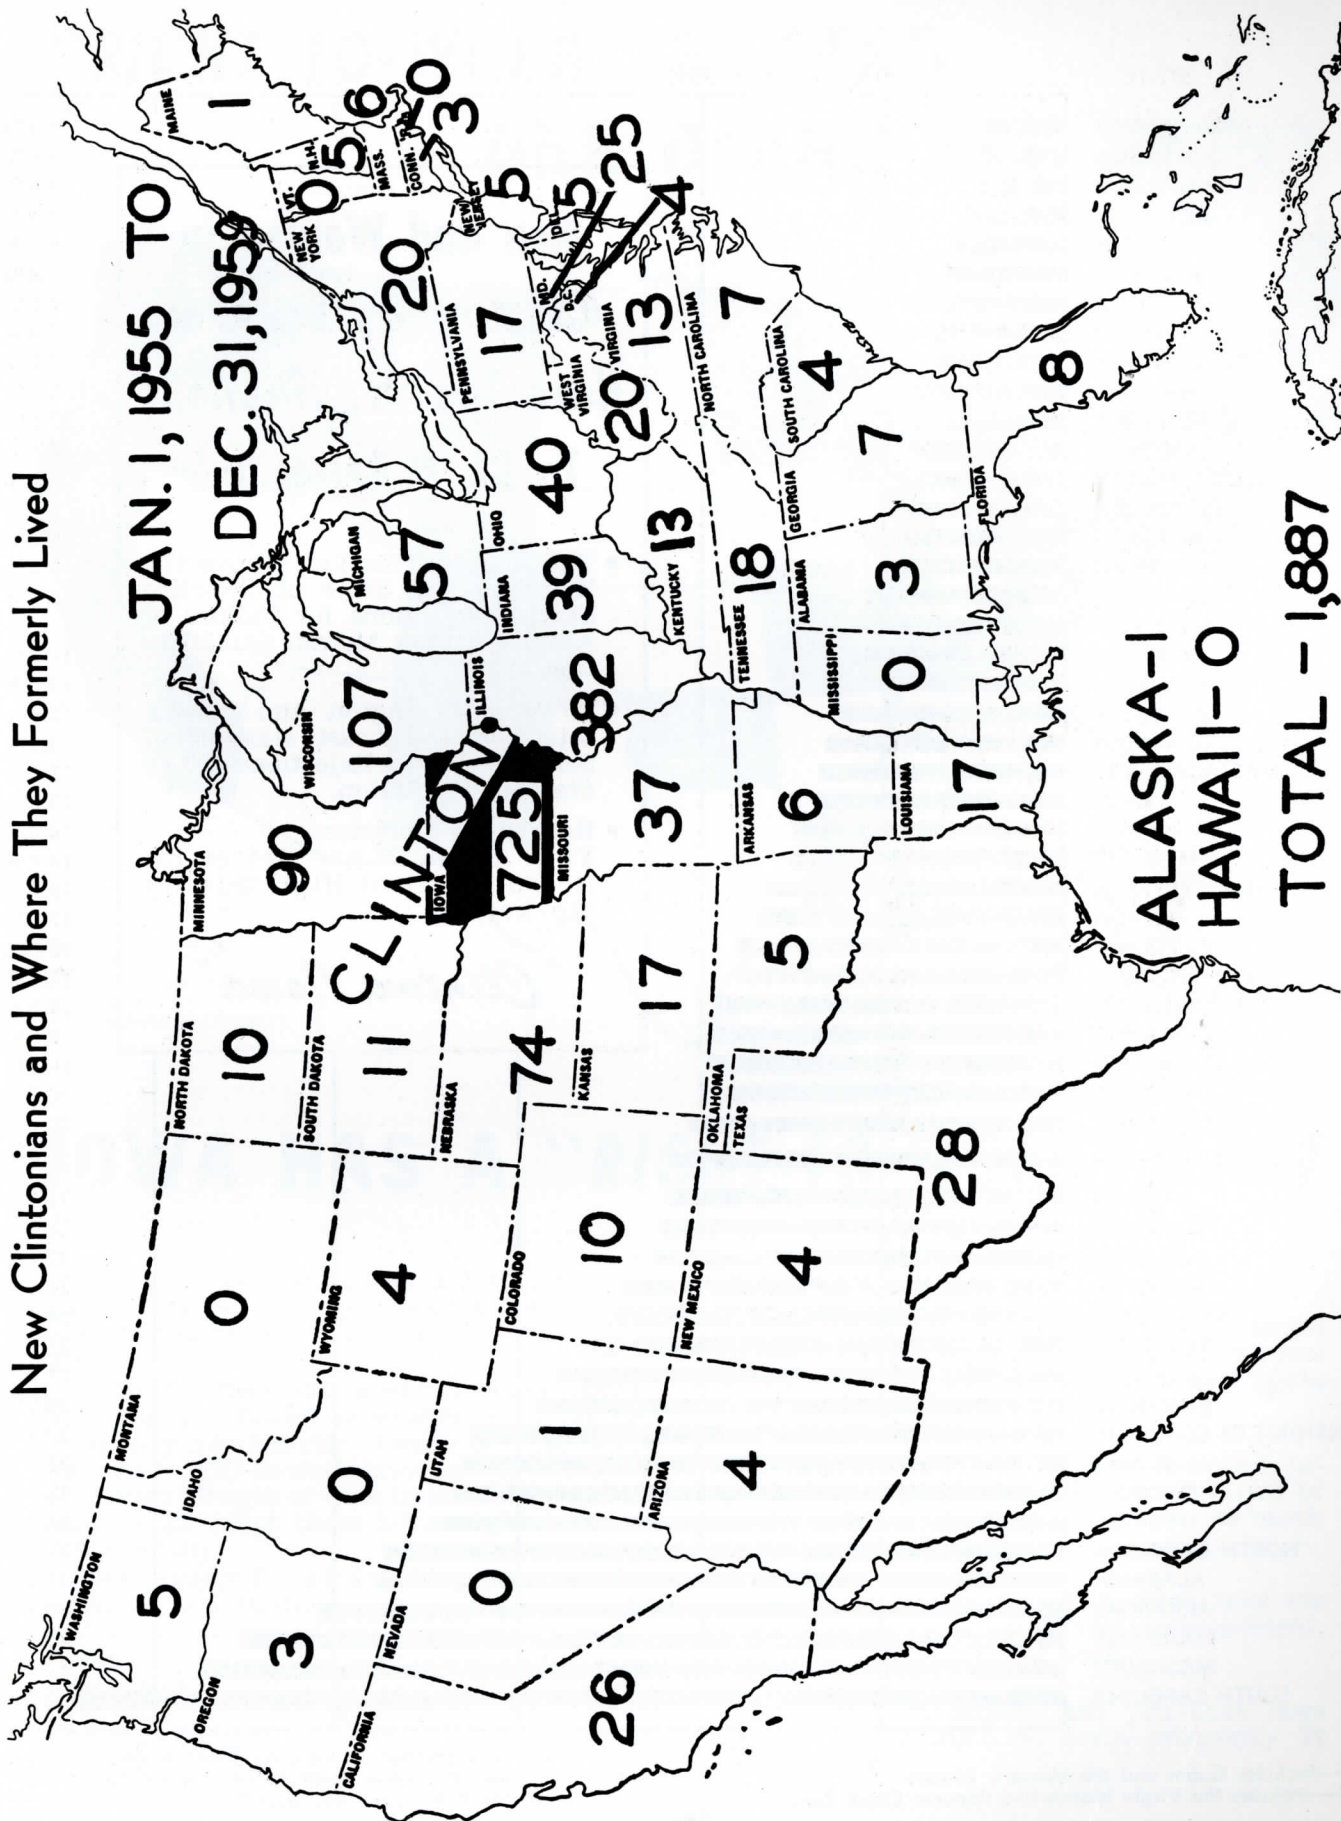 New Clintonians and Where They Formerly Lived
JAN. 1, 1955 TO
DEC. 31, 1959
WASHINGTON
5
OREGON
3
CALIFORNIA
26
NEVADA
0
IDAHO
0
MONTANA
0
WYOMING
4
UTAH
1
ARIZONA
4
COLORADO
10
NEW MEXICO
4
NORTH DAKOTA
10
SOUTH DAKOTA
11
NEBRASKA
74
KANSAS
17
OKLAHOMA
5
TEXAS
28
MINNESOTA
90
IOWA
725
CLINTON
MISSOURI
37
ARKANSAS
6
LOUISIANA
17
WISCONSIN
107
ILLINOIS
382
MICHIGAN
57
INDIANA
39
OHIO
40
KENTUCKY
13
TENNESSEE
18
MISSISSIPPI
0
ALABAMA
3
GEORGIA
7
FLORIDA
8
SOUTH CAROLINA
4
NORTH CAROLINA
7
VIRGINIA
13
WEST
VIRGINIA
20
PENNSYLVANIA
17
NEW
YORK
20
VT.
0
N.H.
5
MAINE
1
MASS.
6
R.I.
0
CONN.
3
NEW
JERSEY
5
DEL.
5
MD.
25
D.C.
4
ALASKA-1
HAWAII-0
TOTAL-1,887